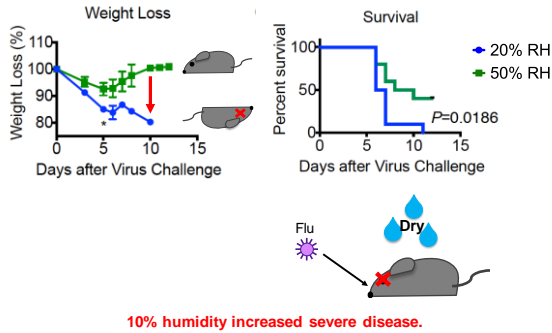 Weight Loss
Weight Loss (%)
110
100
90
80
*
0
5
10
15
Days after Virus Challenge
Survival
Percent survival
100
50
0
P=0.0186
0
5
10
15
Days after Virus Challenge
20% RH
50% RH
Flu
Dry
10% humidity increased severe disease.